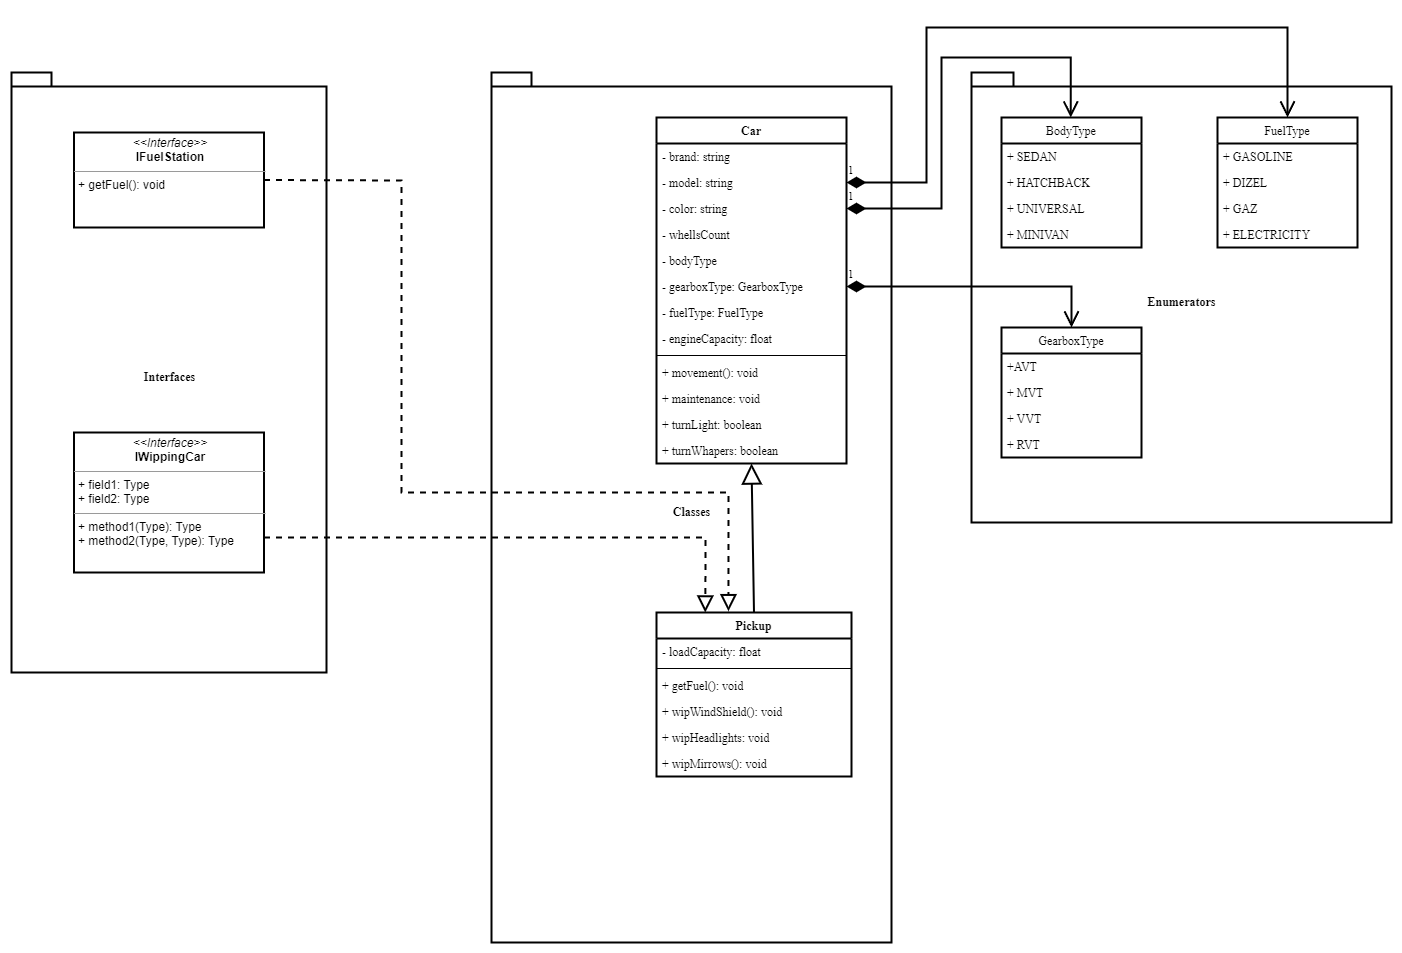 <<Interface>>
IFuelStation
+ getFuel(): void
Interfaces
<<Interface>>
IWippingCar
+ field1: Type
+ field2: Type
+ method1(Type): Type
+ method2(Type, Type): Type
Car
- brand: string
- model: string
- color: string
- whellsCount
- bodyType
- gearboxType: GearboxType
- fuelType: FuelType
- engineCapacity: float
+ movement(): void
+ maintenance: void
+ turnLight: boolean
+ turnWhapers: boolean
1
1
1
Classes
Pickup
- loadCapacity: float
+ getFuel(): void
+ wipWindShield(): void
+ wipHeadlights: void
+ wipMirrows(): void
BodyType
+ SEDAN
+ HATCHBACK
+ UNIVERSAL
+ MINIVAN
FuelType
+ GASOLINE
+ DIZEL
+ GAZ
+ ELECTRICITY
Enumerators
GearboxType
+AVT
+ MVT
+ VVT
+ RVT